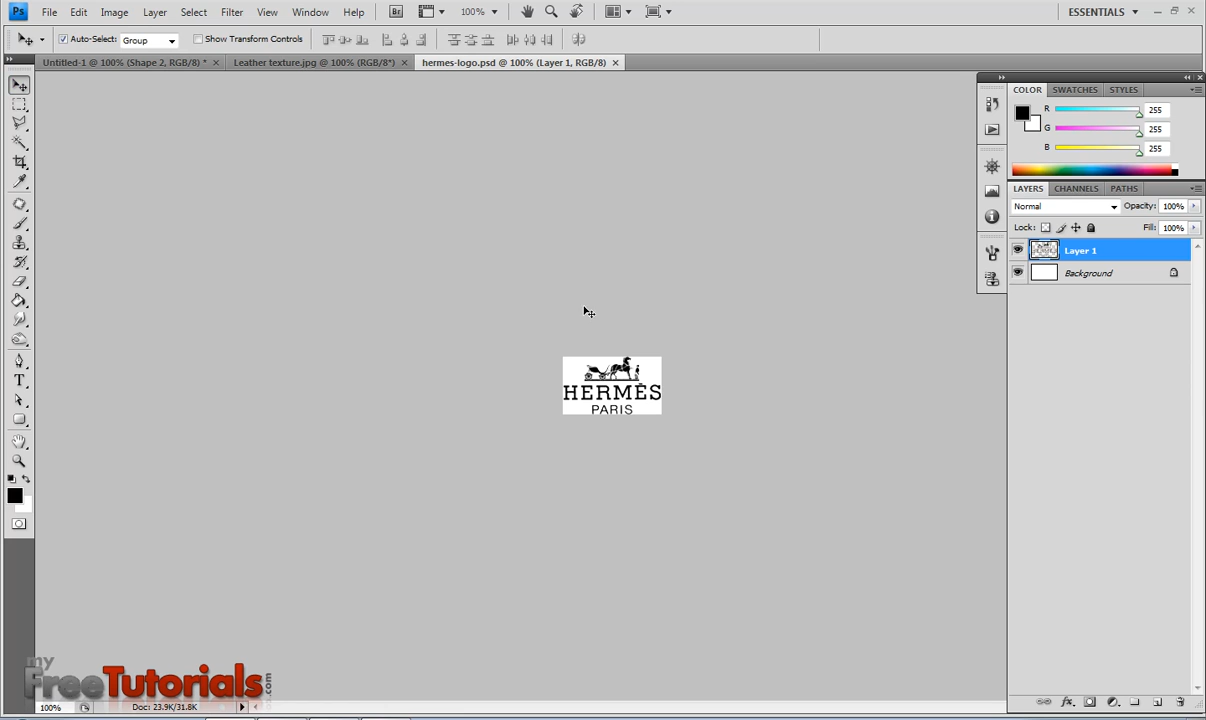 Ps File Edit Image Layer Select Filter View Window Help Br 100% ESSENTIALS
Auto-Select: Group Show Transform Controls
Untitled-1 @ 100% (Shape 2, RGB/8) * Leather texture.jpg @ 100% (RGB/8*) hermes-logo.psd @ 100% (Layer 1, RGB/8)
COLOR SWATCHES STYLES
R 255
G 255
B 255
LAYERS CHANNELS PATHS
Normal Opacity: 100%
Lock: Fill: 100%
Layer 1
Background
HERMÈS
PARIS
my
FreeTutorials.com
100% Doc: 23.9K/31.8K